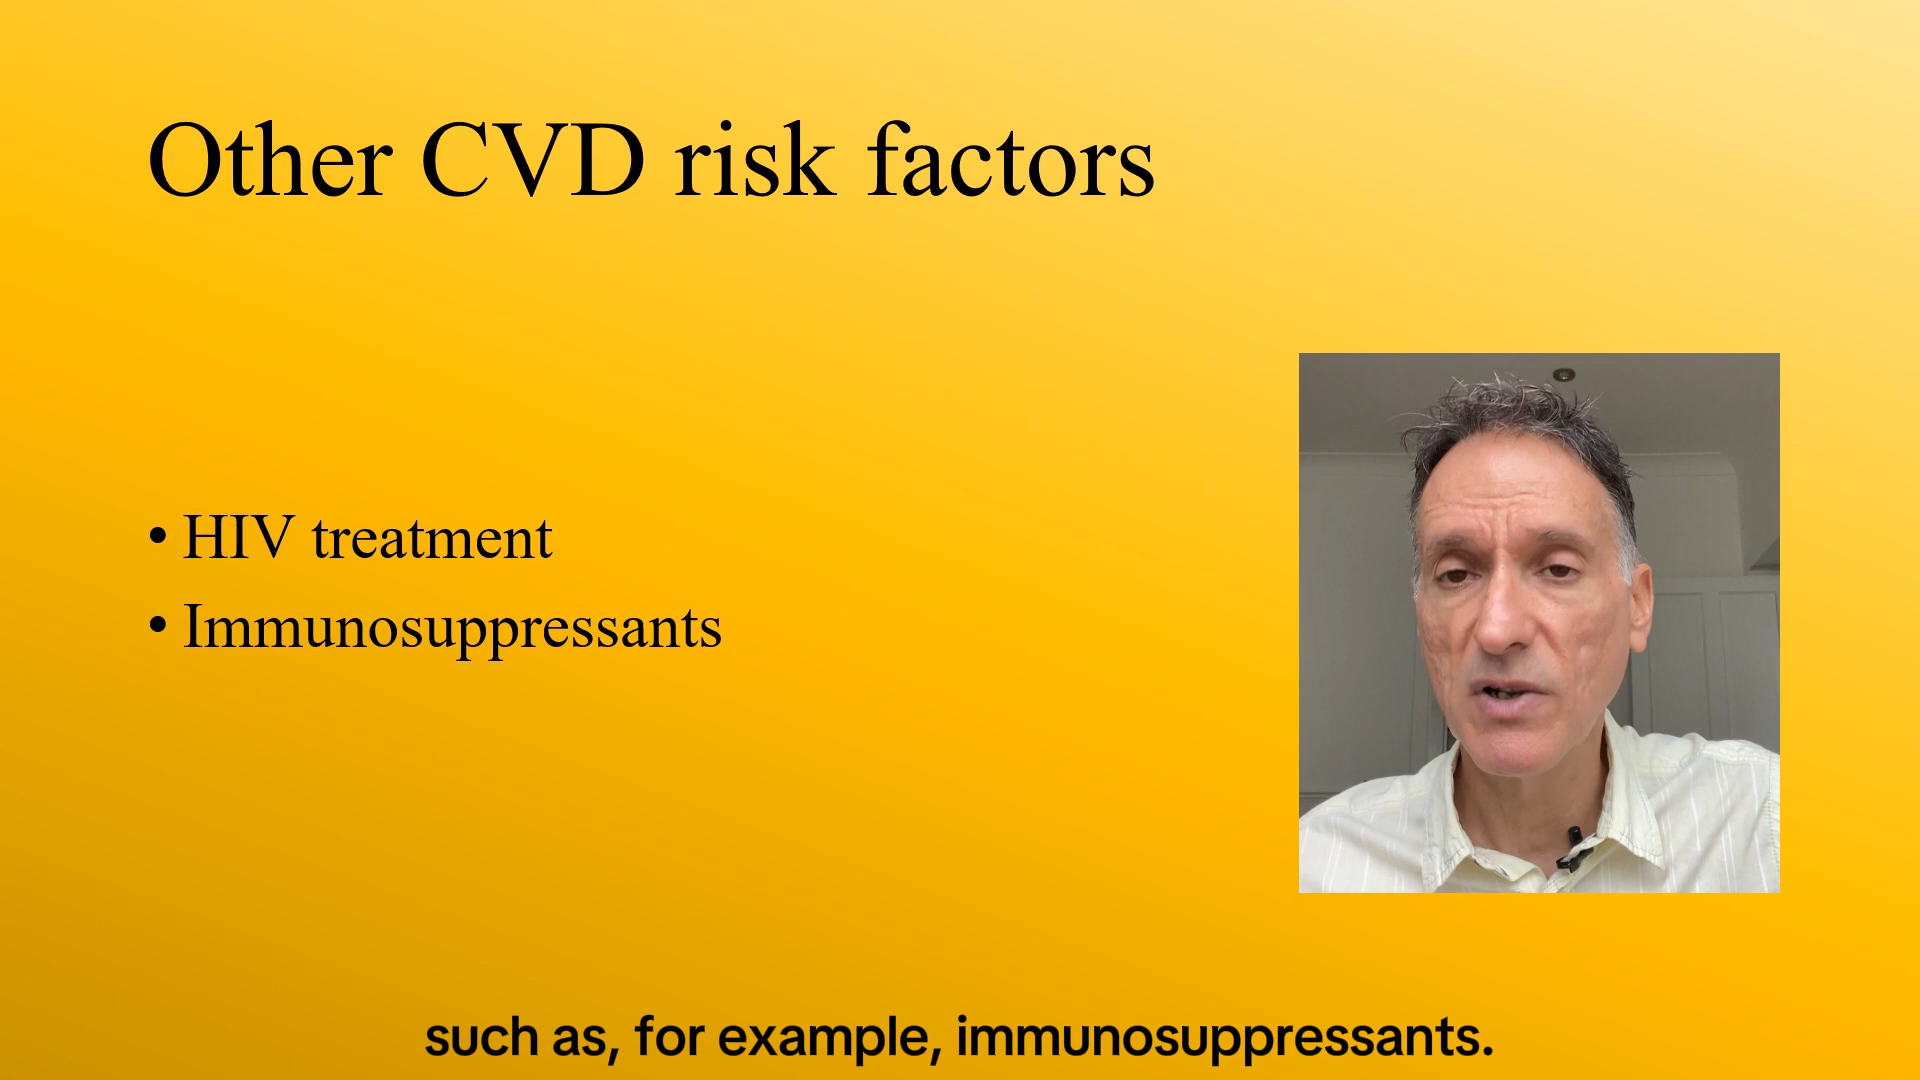 Other CVD risk factors
• HIV treatment
• Immunosuppressants
such as, for example, immunosuppressants.